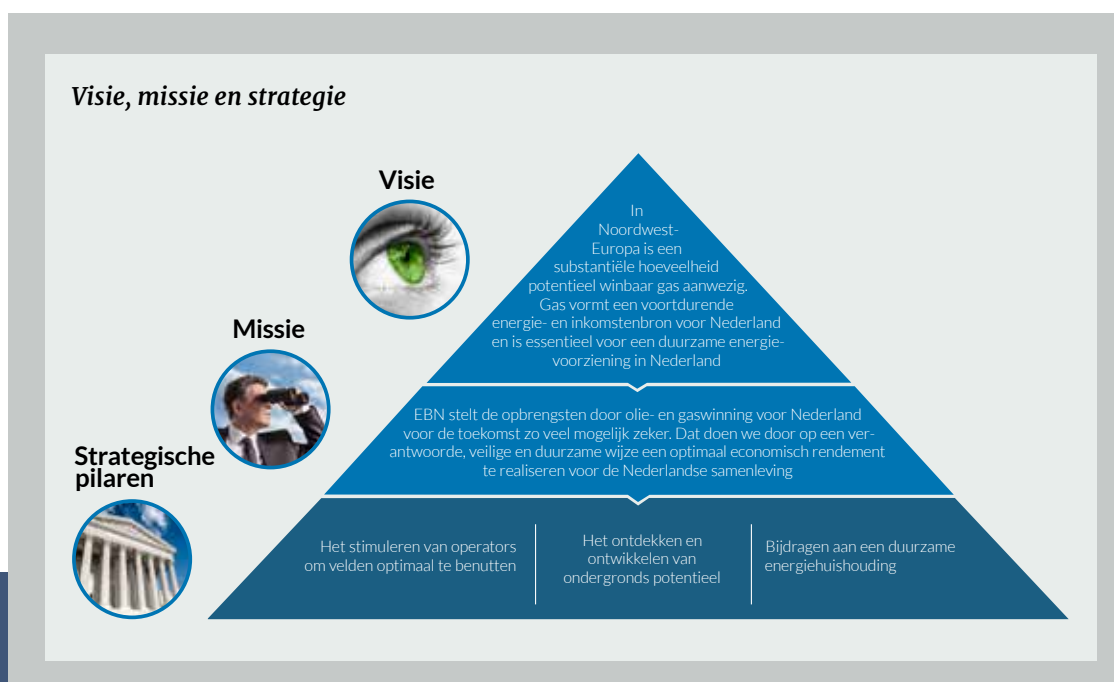 Visie, missie en strategie
Visie
In
Noordwest-
Europa is een
substantiële hoeveelheid
potentieel winbaar gas aanwezig.
Gas vormt een voortdurende
energie- en inkomstenbron voor Nederland
en is essentieel voor een duurzame energie-
voorziening in Nederland
Missie
EBN stelt de opbrengsten door olie- en gaswinning voor Nederland
voor de toekomst zo veel mogelijk zeker. Dat doen we door op een ver-
antwoorde, veilige en duurzame wijze een optimaal economisch rendement
te realiseren voor de Nederlandse samenleving
Strategische
pilaren
Het stimuleren van operators
om velden optimaal te benutten
Het ontdekken en
ontwikkelen van
ondergronds potentieel
Bijdragen aan een duurzame
energiehuishouding